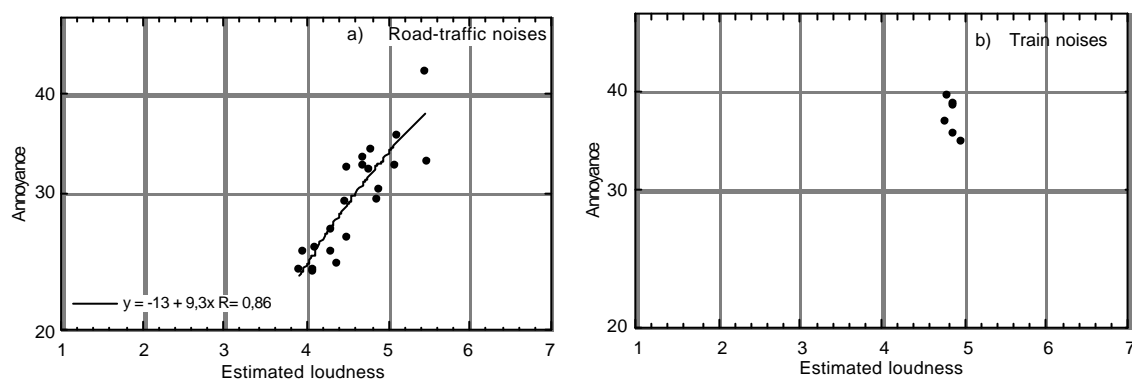 a) Road-traffic noises
Annoyance
40
30
20
y = -13 + 9,3x R= 0,86
1 2 3 4 5 6 7
Estimated loudness
b) Train noises
Annoyance
40
30
20
1 2 3 4 5 6 7
Estimated loudness